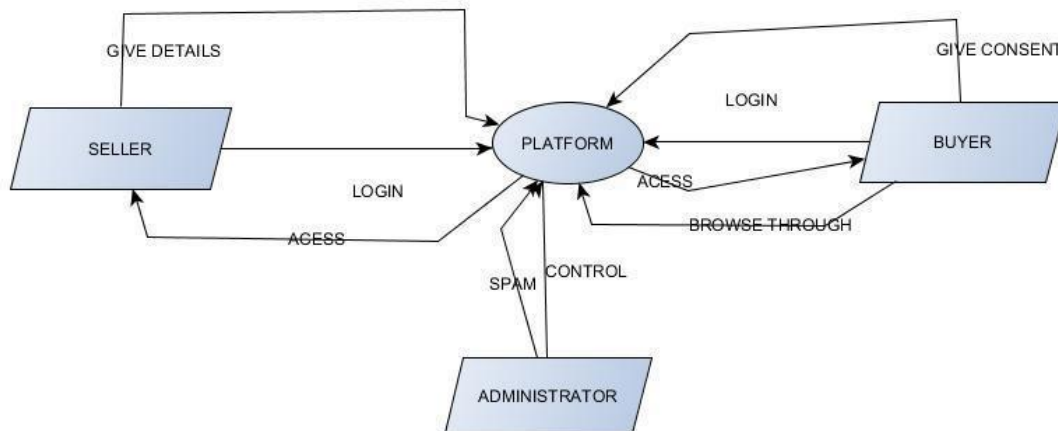 GIVE DETAILS
GIVE CONSENT
LOGIN
SELLER
PLATFORM
BUYER
LOGIN
ACESS
ACESS
BROWSE THROUGH
SPAM
CONTROL
ADMINISTRATOR